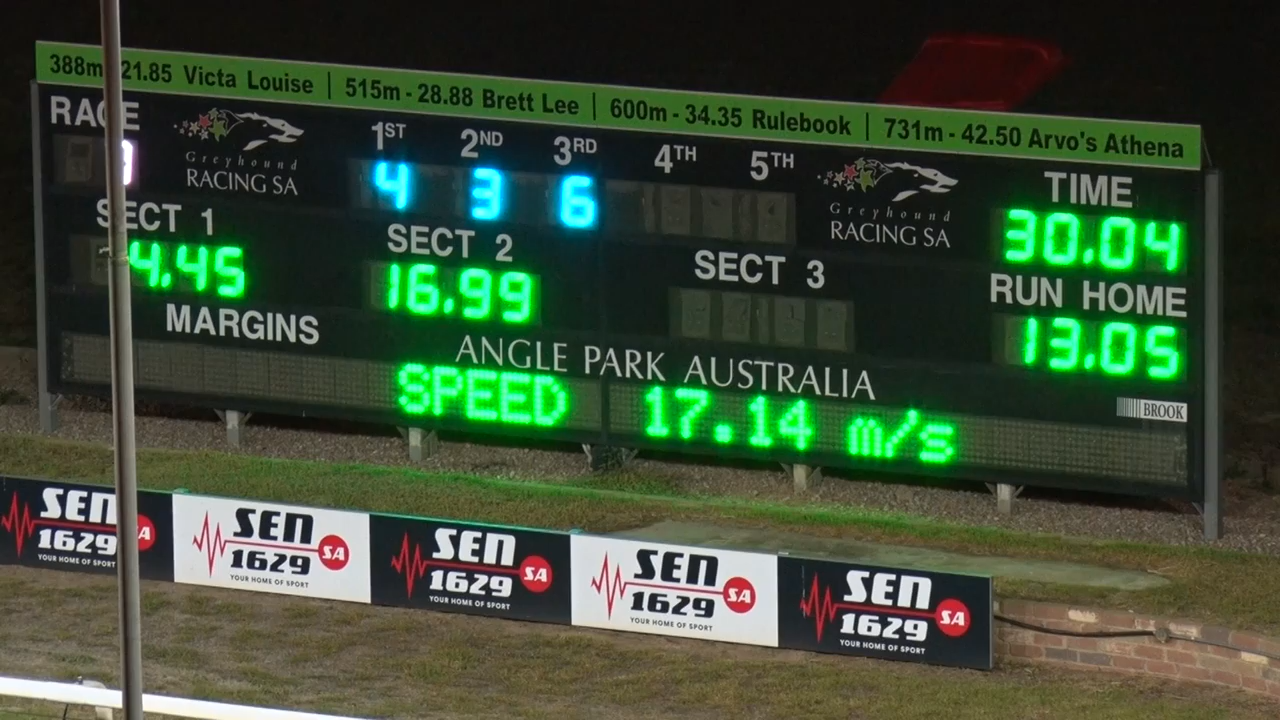 388m 21.85 Victa Louise | 515m - 28.88 Brett Lee | 600m - 34.35 Rulebook | 731m - 42.50 Arvo's Athena
RACE
Greyhound
RACING SA
1ST 2ND 3RD 4TH 5TH
4 3 6
Greyhound
RACING SA
TIME
30.04
SECT 1
4.45
SECT 2
16.99
SECT 3
RUN HOME
13.05
MARGINS
ANGLE PARK AUSTRALIA
SPEED 17.14 m/s
BROOK
SEN
1629 SA
YOUR HOME OF SPORT
SEN
1629 SA
YOUR HOME OF SPORT
SEN
1629 SA
YOUR HOME OF SPORT
SEN
1629 SA
YOUR HOME OF SPORT
SEN
1629 SA
YOUR HOME OF SPORT